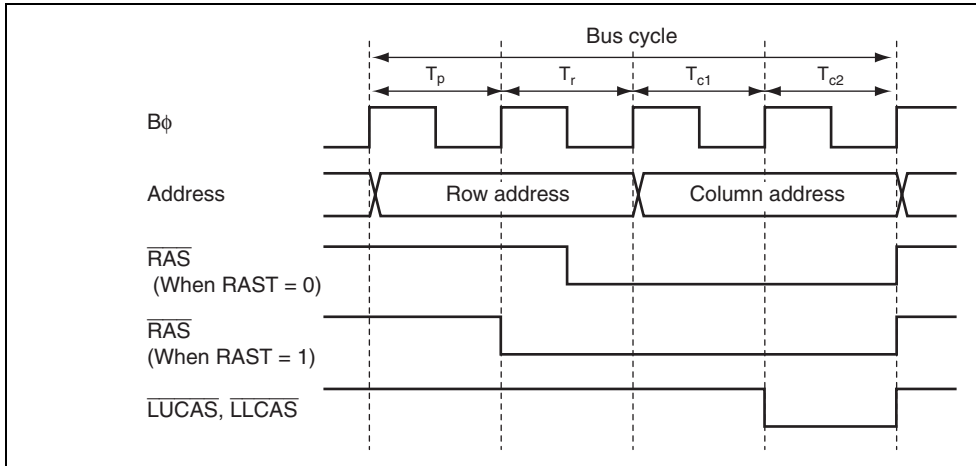 Bus cycle
Tp Tr Tc1 Tc2
Bϕ
Address Row address Column address
RAS
(When RAST = 0)
RAS
(When RAST = 1)
LUCAS, LLCAS